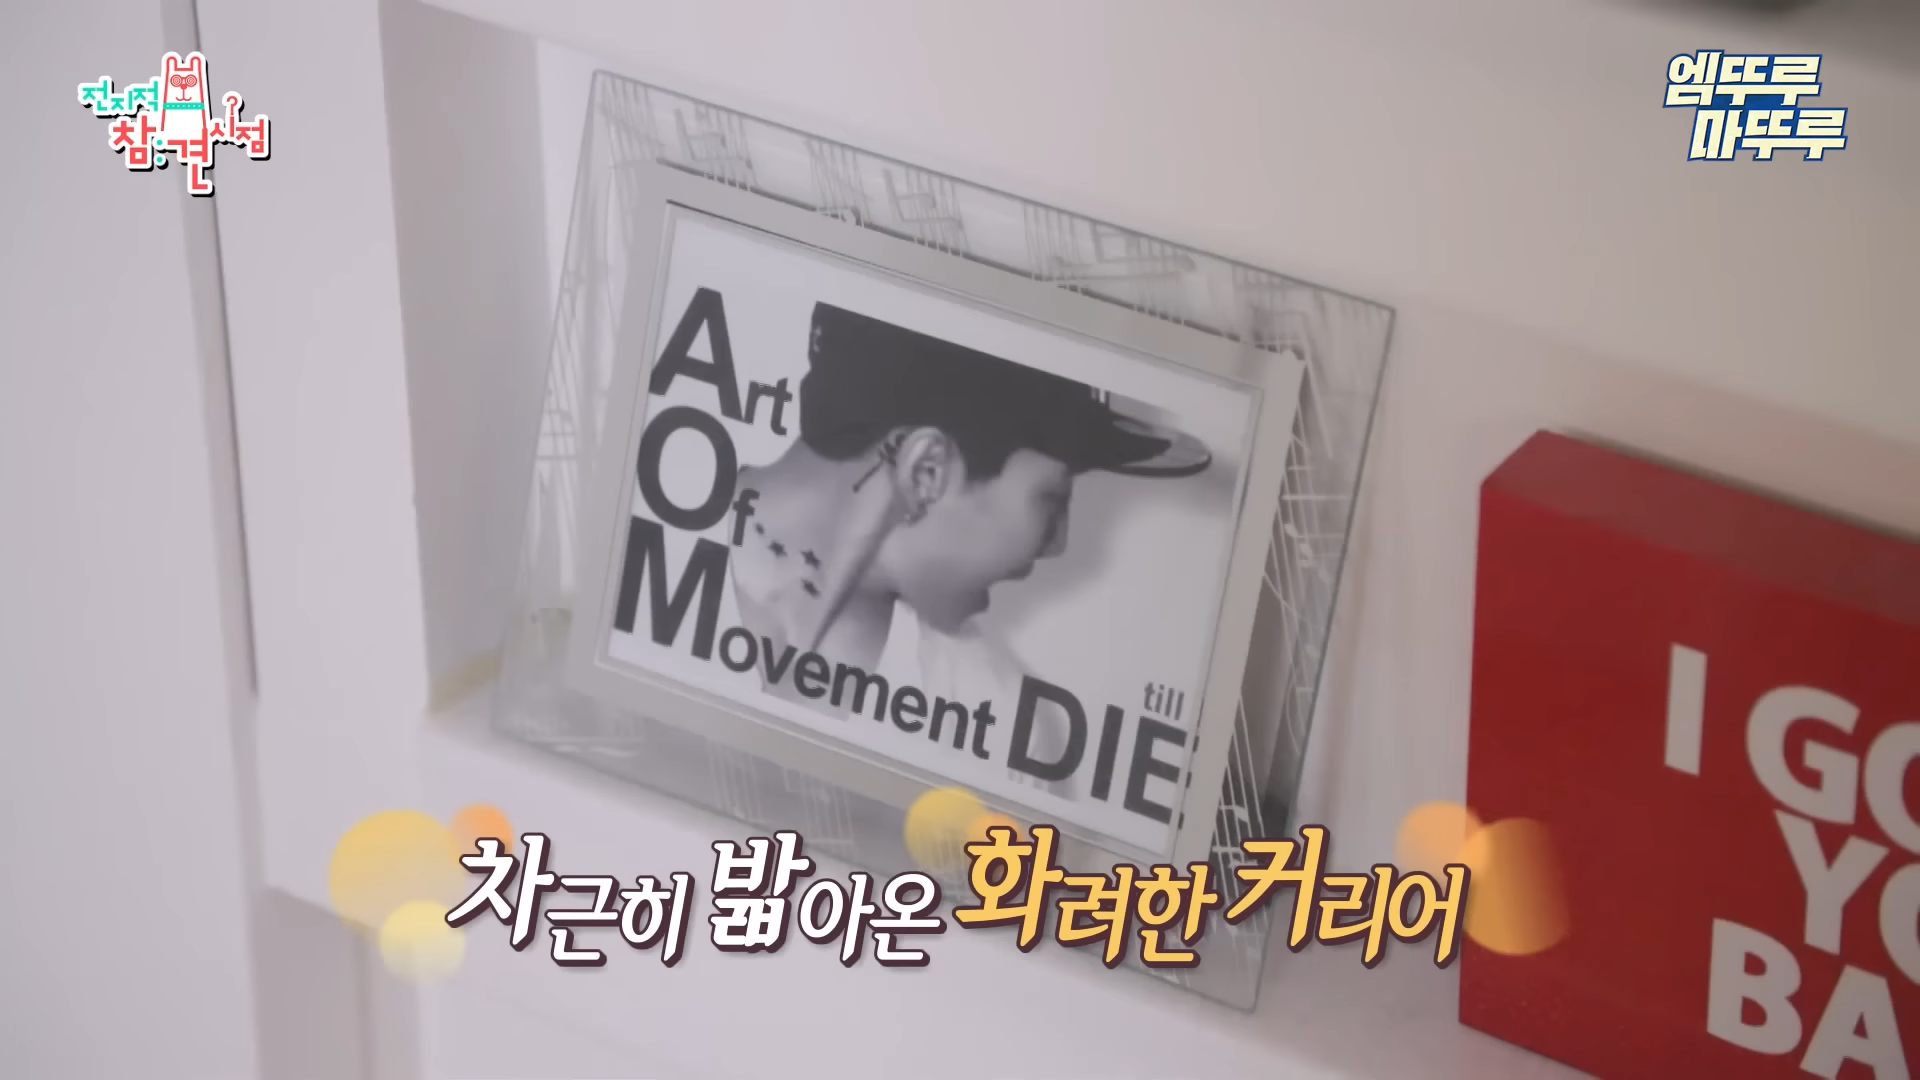 전지적
참견시점
엠뚜루
마뚜루
Art
Of
Movement
till
DIE
I GO
YO
BA
차근히 밟아온 화려한 커리어